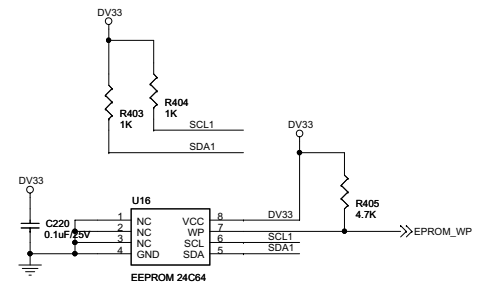 DV33
R403
1K
R404
1K
SCL1
SDA1
DV33
DV33
C220
0.1uF/25V
U16
1 NC VCC 8 DV33
2 NC WP 7
3 NC SCL 6 SCL1
4 GND SDA 5 SDA1
EEPROM 24C64
R405
4.7K
EPROM_WP